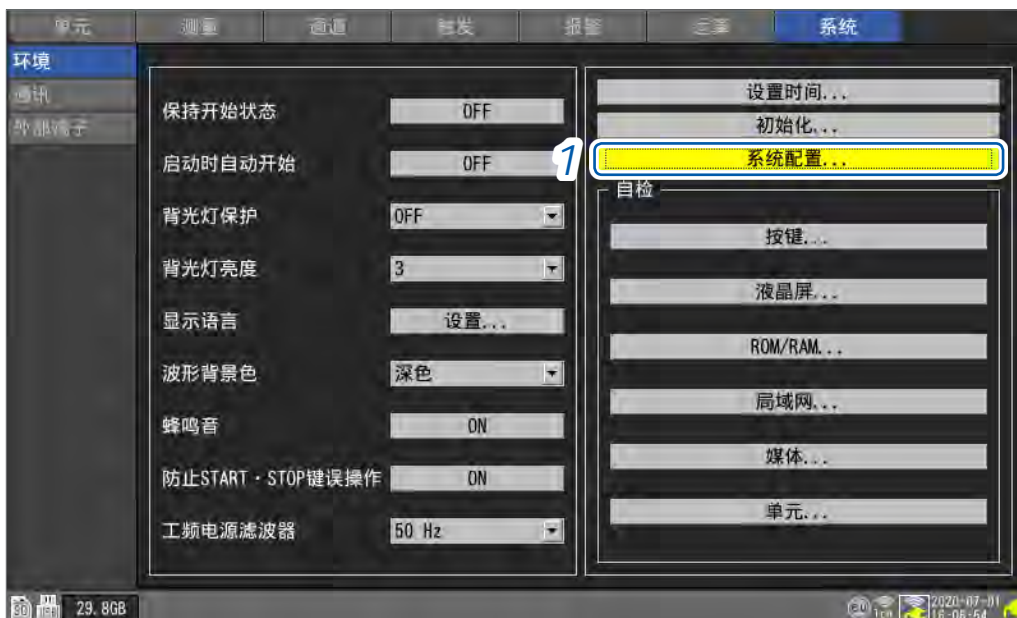 单元 测量 通道 触发 报警 运算 系统
环境
通讯
外部端子
保持开始状态 OFF
启动时自动开始 OFF
背光灯保护 OFF
背光灯亮度 3
显示语言 设置...
波形背景色 深色
蜂鸣音 ON
防止START・STOP键误操作 ON
工频电源滤波器 50 Hz
设置时间...
初始化...
1 系统配置...
自检
按键...
液晶屏...
ROM/RAM...
局域网...
媒体...
单元...
SD 29.8GB
2020-07-01
16-06-54